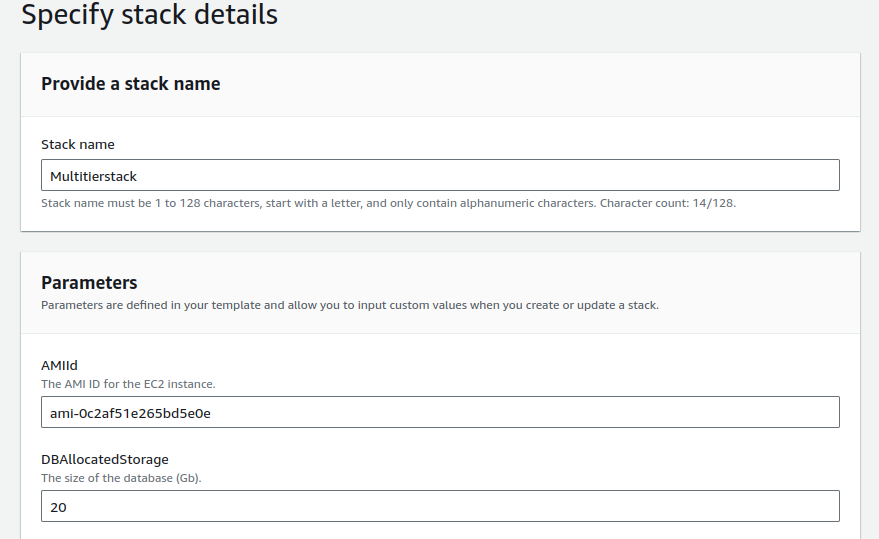 Specify stack details
Provide a stack name
Stack name
Multitierstack
Stack name must be 1 to 128 characters, start with a letter, and only contain alphanumeric characters. Character count: 14/128.
Parameters
Parameters are defined in your template and allow you to input custom values when you create or update a stack.
AMIId
The AMI ID for the EC2 instance.
ami-0c2af51e265bd5e0e
DBAllocatedStorage
The size of the database (Gb).
20